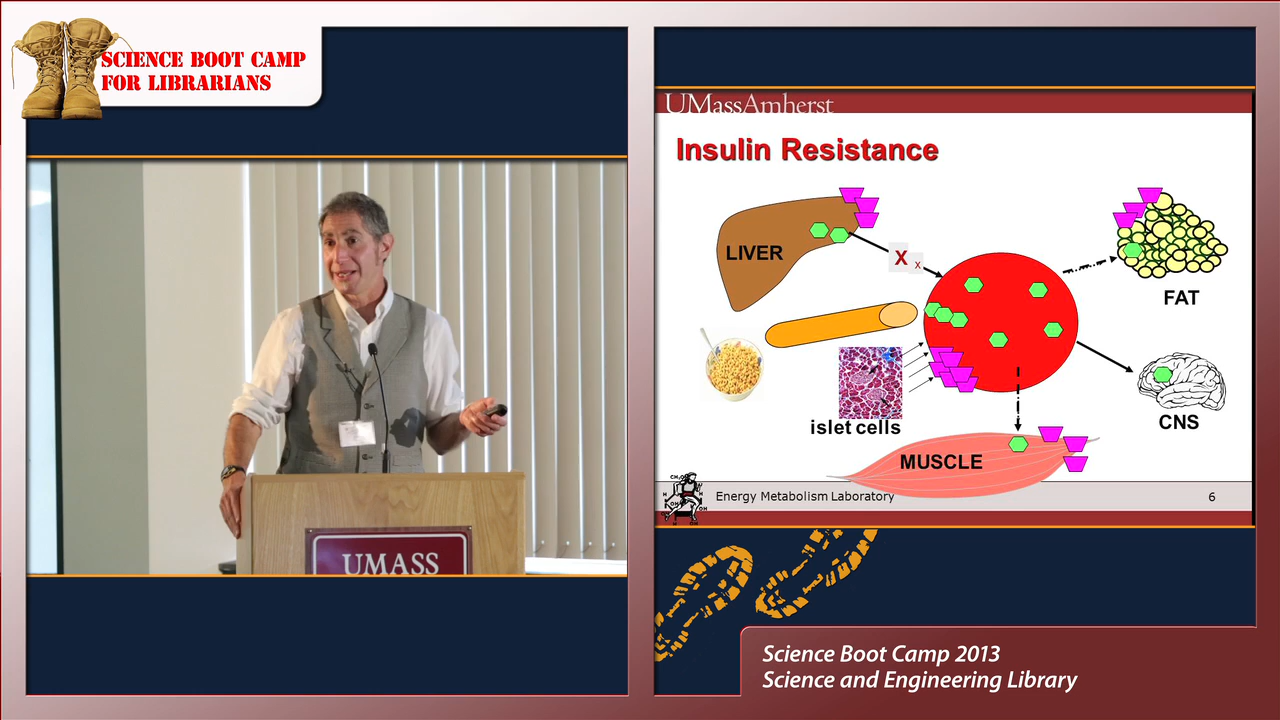 SCIENCE BOOT CAMP
FOR LIBRARIANS
UMASS
UMassAmherst
Insulin Resistance
LIVER
X x
FAT
islet cells
CNS
MUSCLE
Energy Metabolism Laboratory
6
Science Boot Camp 2013
Science and Engineering Library